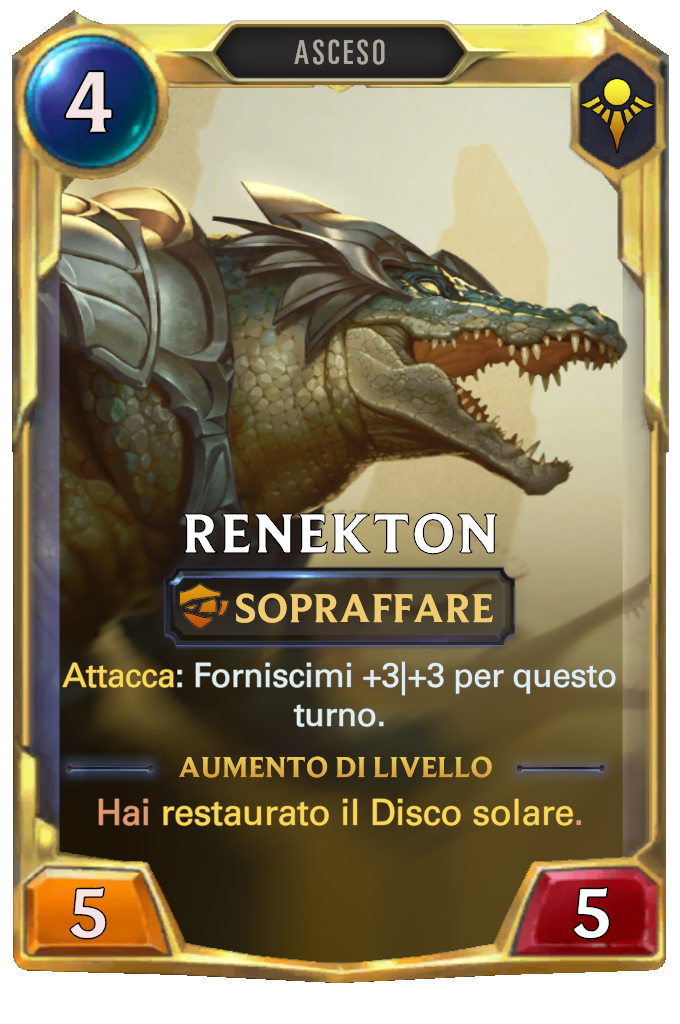 ASCESO
4
RENEKTON
SOPRAFFARE
Attacca: Forniscimi +3|+3 per questo
turno.
AUMENTO DI LIVELLO
Hai restaurato il Disco solare.
5
5